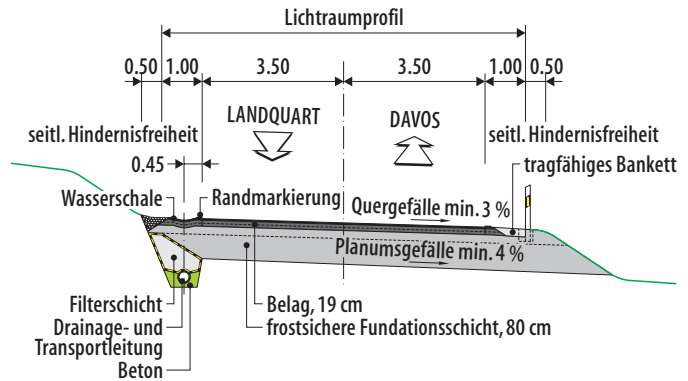 Lichtraumprofil
0.50 1.00 3.50 3.50 1.00 0.50
LANDQUART DAVOS
seitl. Hindernisfreiheit seitl. Hindernisfreiheit
0.45 tragfähiges Bankett
Wasserschale Randmarkierung Quergefälle min. 3 %
Planumsgefälle min. 4 %
Filterschicht Belag, 19 cm
Drainage- und frostsichere Fundationsschicht, 80 cm
Transportleitung
Beton